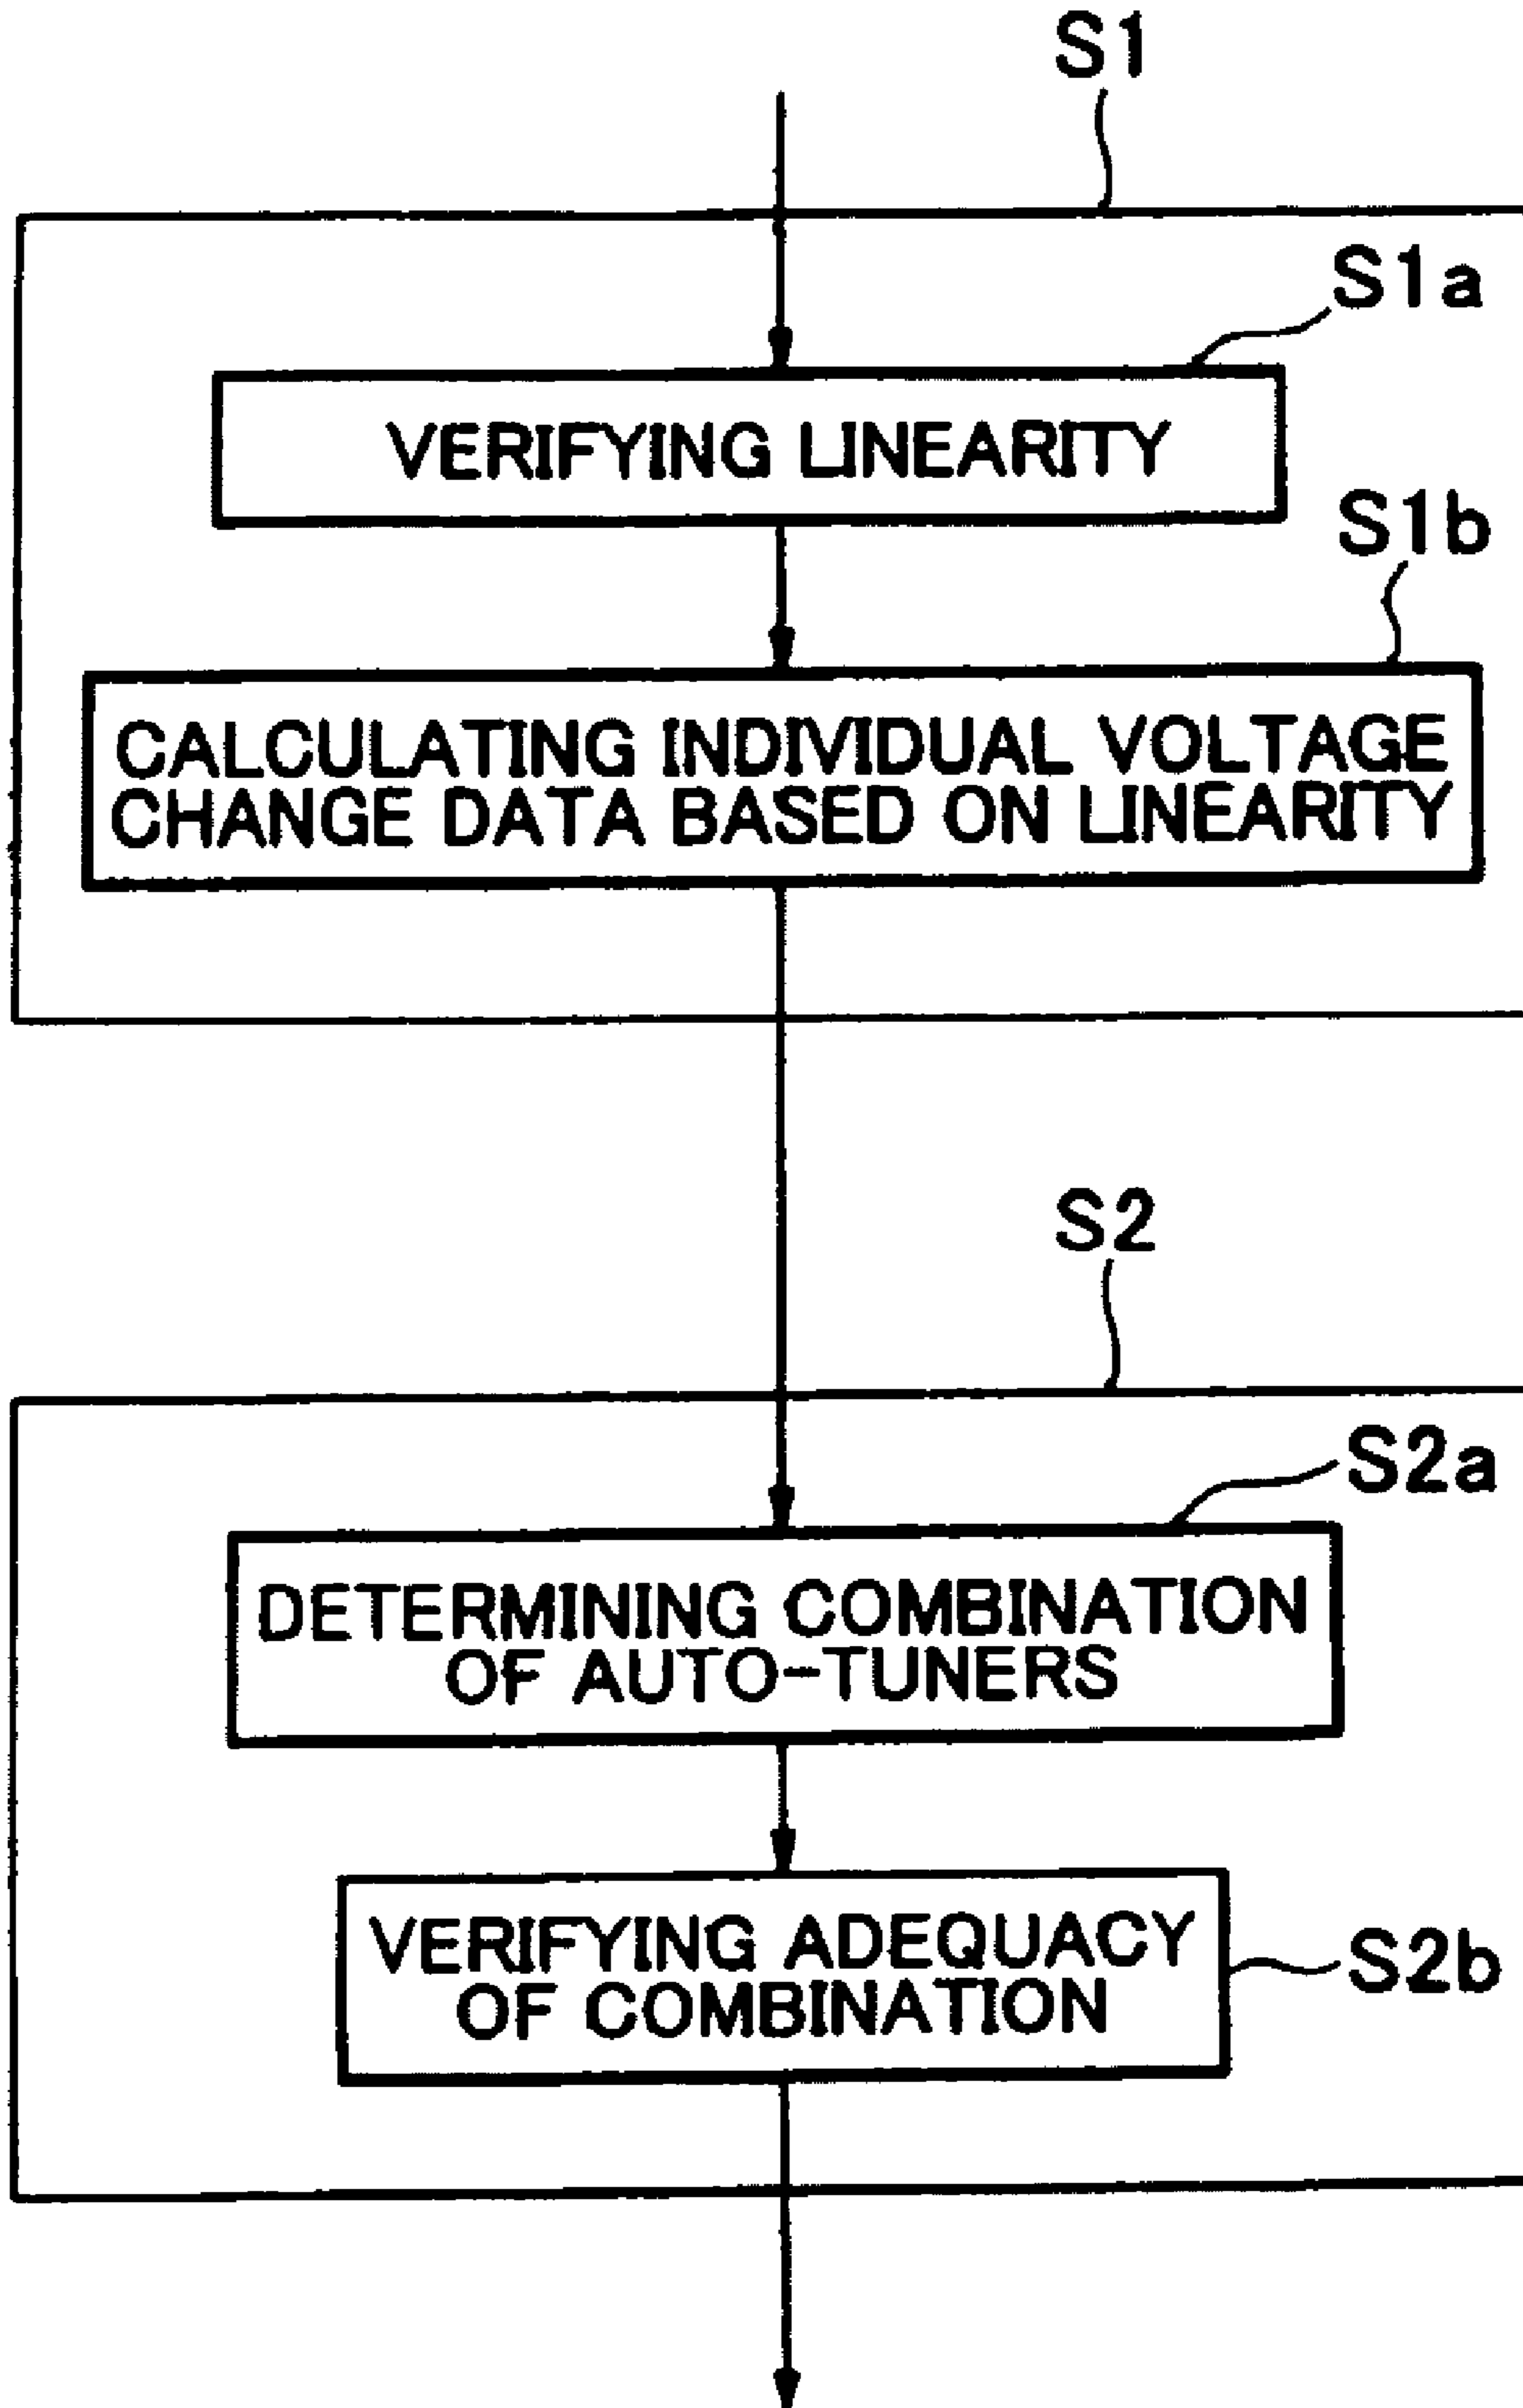 S1
S1a
VERIFYING LINEARITY
S1b
CALCULATING INDIVIDUAL VOLTAGE
CHANGE DATA BASED ON LINEARITY
S2
S2a
DETERMINING COMBINATION
OF AUTO-TUNERS
VERIFYING ADEQUACY
OF COMBINATION
S2b